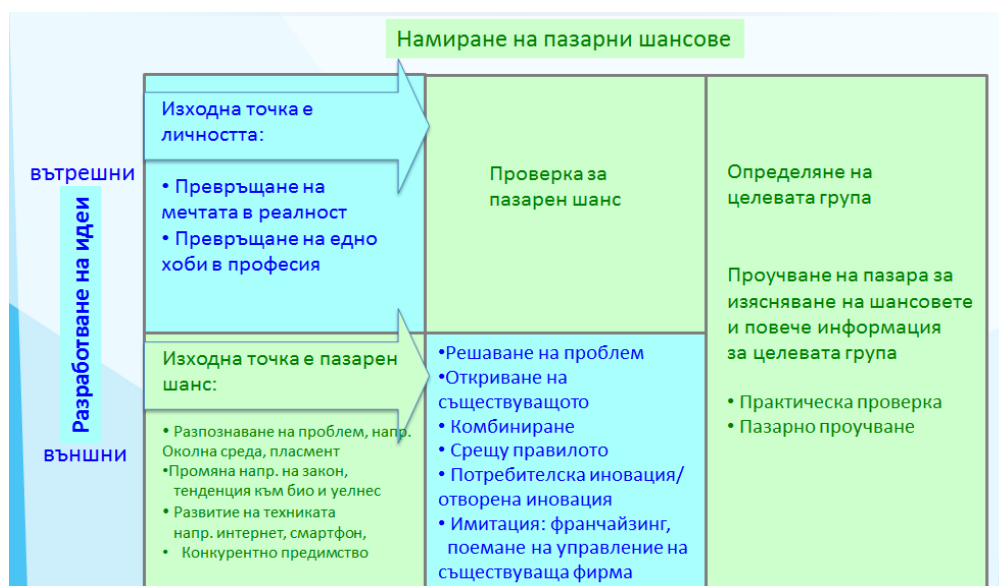 Намиране на пазарни шансове
вътрешни
Разработване на идеи
външни
Изходна точка е
личността:
• Превръщане на
мечтата в реалност
• Превръщане на едно
хоби в професия
Проверка за
пазарен шанс
Определяне на
целевата група
Проучване на пазара за
изясняване на шансовете
и повече информация
за целевата група
• Практическа проверка
• Пазарно проучване
Изходна точка е пазарен
шанс:
• Разпознаване на проблем, напр.
Околна среда, пласмент
•Промяна напр. на закон,
тенденция към био и уелнес
• Развитие на техниката
напр. интернет, смартфон,
• Конкурентно предимство
•Решаване на проблем
•Откриване на
съществуващото
•Комбиниране
• Срещу правилото
• Потребителска иновация/
отворена иновация
• Имитация: франчайзинг,
поемане на управление на
съществуваща фирма